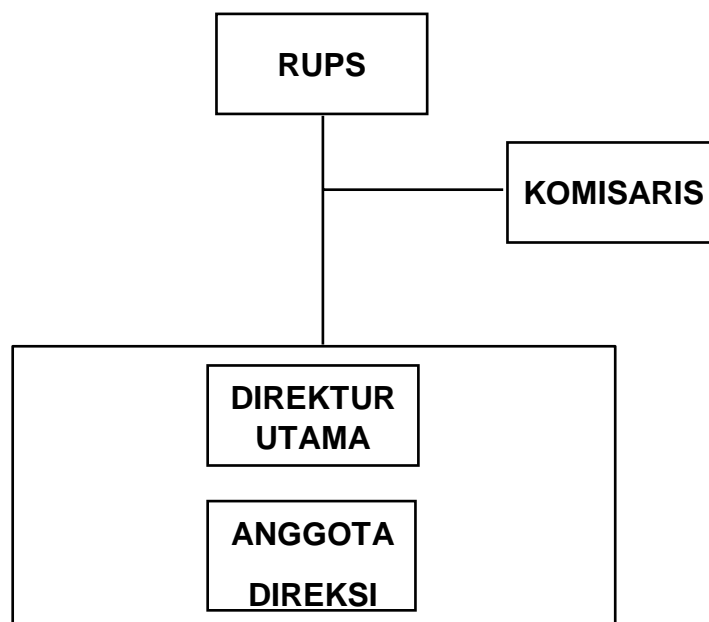 RUPS
KOMISARIS
DIREKTUR
UTAMA
ANGGOTA
DIREKSI